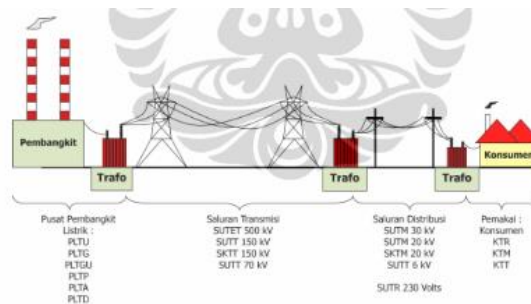 Pembangkit
Konsumen
Trafo
Trafo
Trafo
Pusat Pembangkit
Listrik :
PLTU
PLTG
PLTGU
PLTP
PLTA
PLTD
Saluran Transmisi
SUTET 500 kV
SUTT 150 kV
SKTT 150 kV
SUTT 70 kV
Saluran Distribusi
SUTM 30 kV
SUTM 20 kV
SKTM 20 kV
SUTT 6 kV
SUTR 230 Volts
Pemakai :
Konsumen
KTR
KTM
KTT